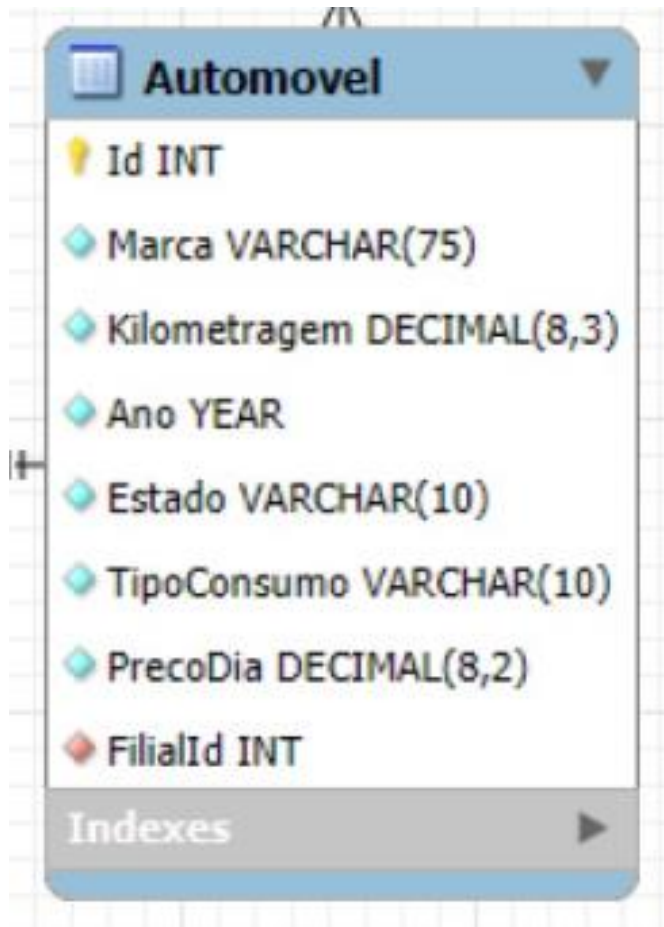 Automovel
Id INT
Marca VARCHAR(75)
Kilometragem DECIMAL(8,3)
Ano YEAR
Estado VARCHAR(10)
TipoConsumo VARCHAR(10)
PrecoDia DECIMAL(8,2)
FilialId INT
Indexes